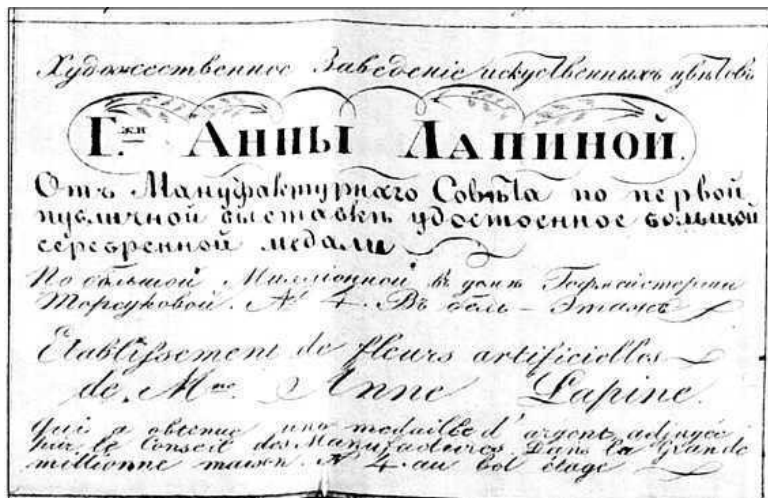 Художественное Заведенiе искуственныхъ цвѣтовъ
Г.жи Анны Лапиной.
Отъ Мануфактурнаго Совѣта по первой
публичной выставкѣ удостоенное большой
серебренной медали
По большой Миллiонной въ домѣ Гофмейстерши
Торсуковой. № 4. Въ бель-Этажѣ
Etablissement de fleurs artificielles
de Mme Anne Lapine.
qui a obtenue une medaille d'argent adjugée
par le Conseil des Manufactures. Dans la Grande
millionne maison № 4. au bel étage